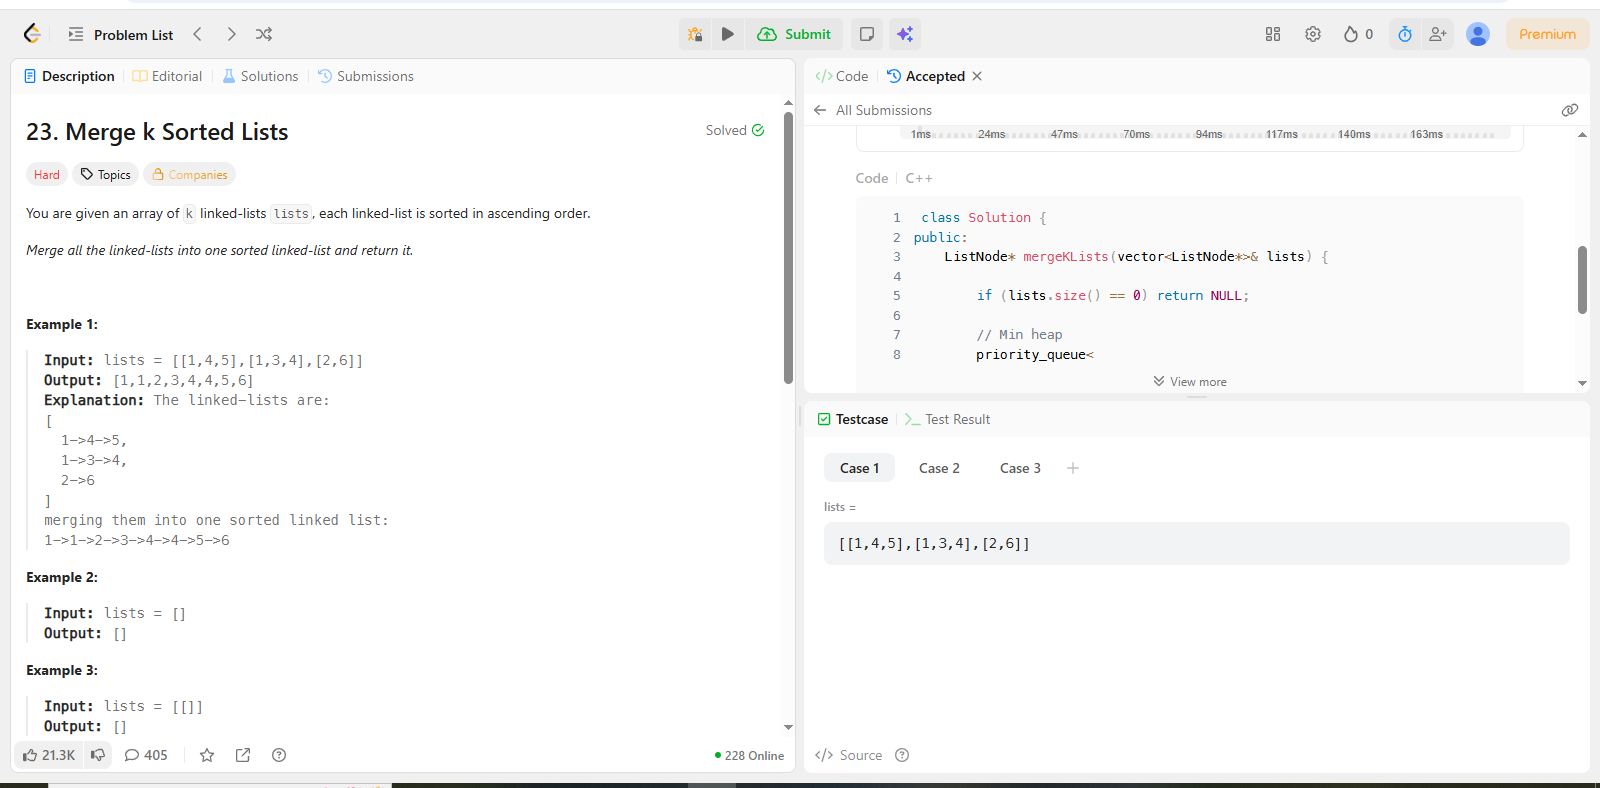 Problem List
Submit
0
Premium
Description
Editorial
Solutions
Submissions
23. Merge k Sorted Lists
Solved
Hard
Topics
Companies
You are given an array of k linked-lists lists, each linked-list is sorted in ascending order.
Merge all the linked-lists into one sorted linked-list and return it.
Example 1:
Input: lists = [[1,4,5],[1,3,4],[2,6]]
Output: [1,1,2,3,4,4,5,6]
Explanation: The linked-lists are:
[
1->4->5,
1->3->4,
2->6
]
merging them into one sorted linked list:
1->1->2->3->4->4->5->6
Example 2:
Input: lists = []
Output: []
Example 3:
Input: lists = [[]]
Output: []
21.3K
405
228 Online
Code
Accepted
All Submissions
1ms 24ms 47ms 70ms 94ms 117ms 140ms 163ms
Code
C++
1 class Solution {
2 public:
3 ListNode* mergeKLists(vector<ListNode*>& lists) {
4
5 if (lists.size() == 0) return NULL;
6
7 // Min heap
8 priority_queue<
View more
Testcase
Test Result
Case 1
Case 2
Case 3
lists =
[[1,4,5],[1,3,4],[2,6]]
Source